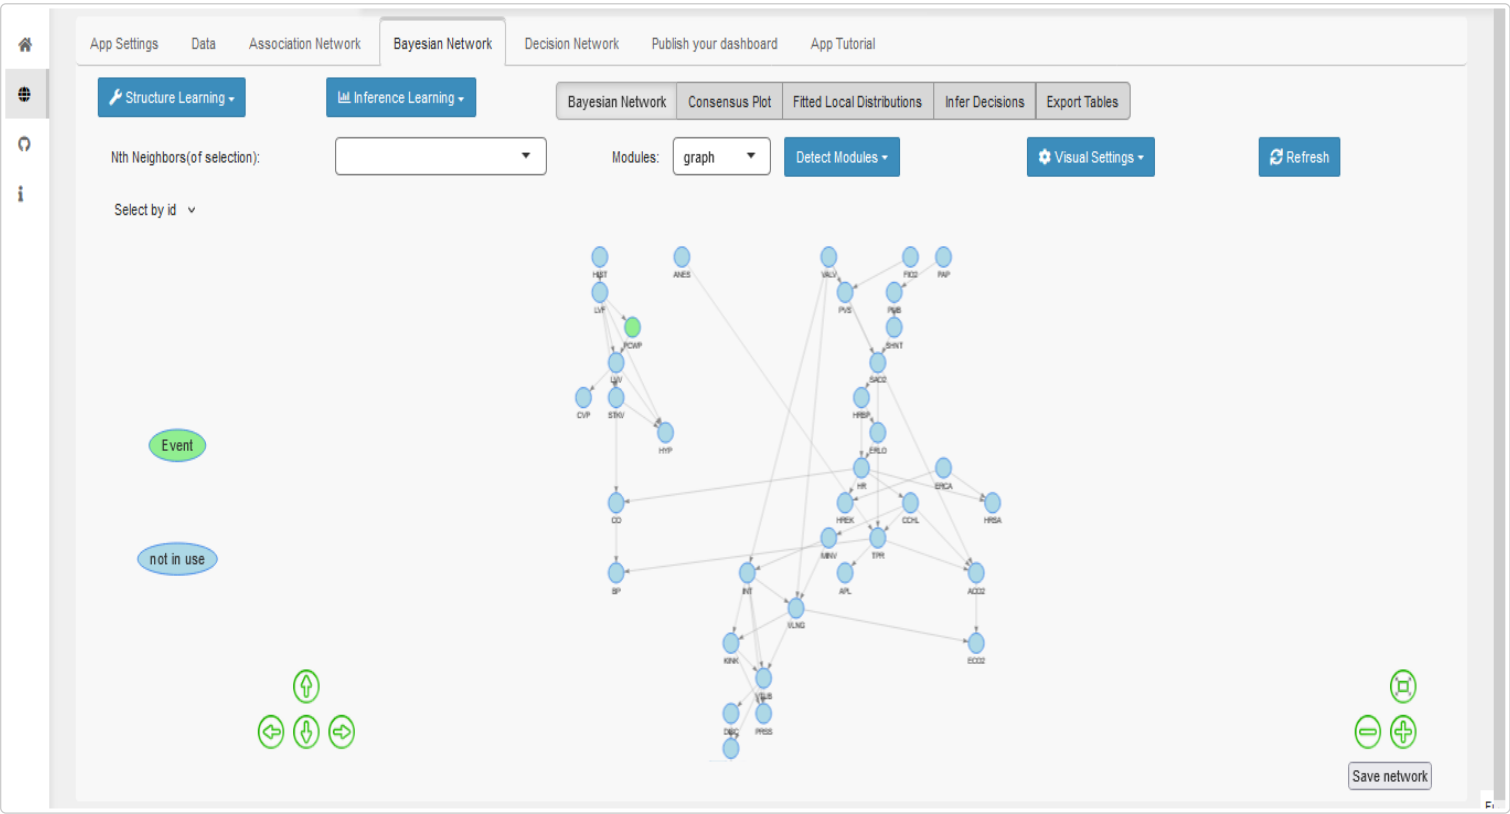 App Settings Data Association Network Bayesian Network Decision Network Publish your dashboard App Tutorial
Structure Learning Inference Learning Bayesian Network Consensus Plot Fitted Local Distributions Infer Decisions Export Tables
Nth Neighbors(of selection): Modules: graph Detect Modules Visual Settings Refresh
Select by id
HIST ANES VALV FIO2 PAP
LVF PVS PMB
PCWP SHNT
LVV SAO2
CVP STKV HRBP
HYP ERLO
Event
HR ERCA
CO HREK CCHL HRSA
MINV TPR
not in use
BP INT APL ACO2
VLNG
KINK ECO2
VTUB
DISC PRSS
Save network